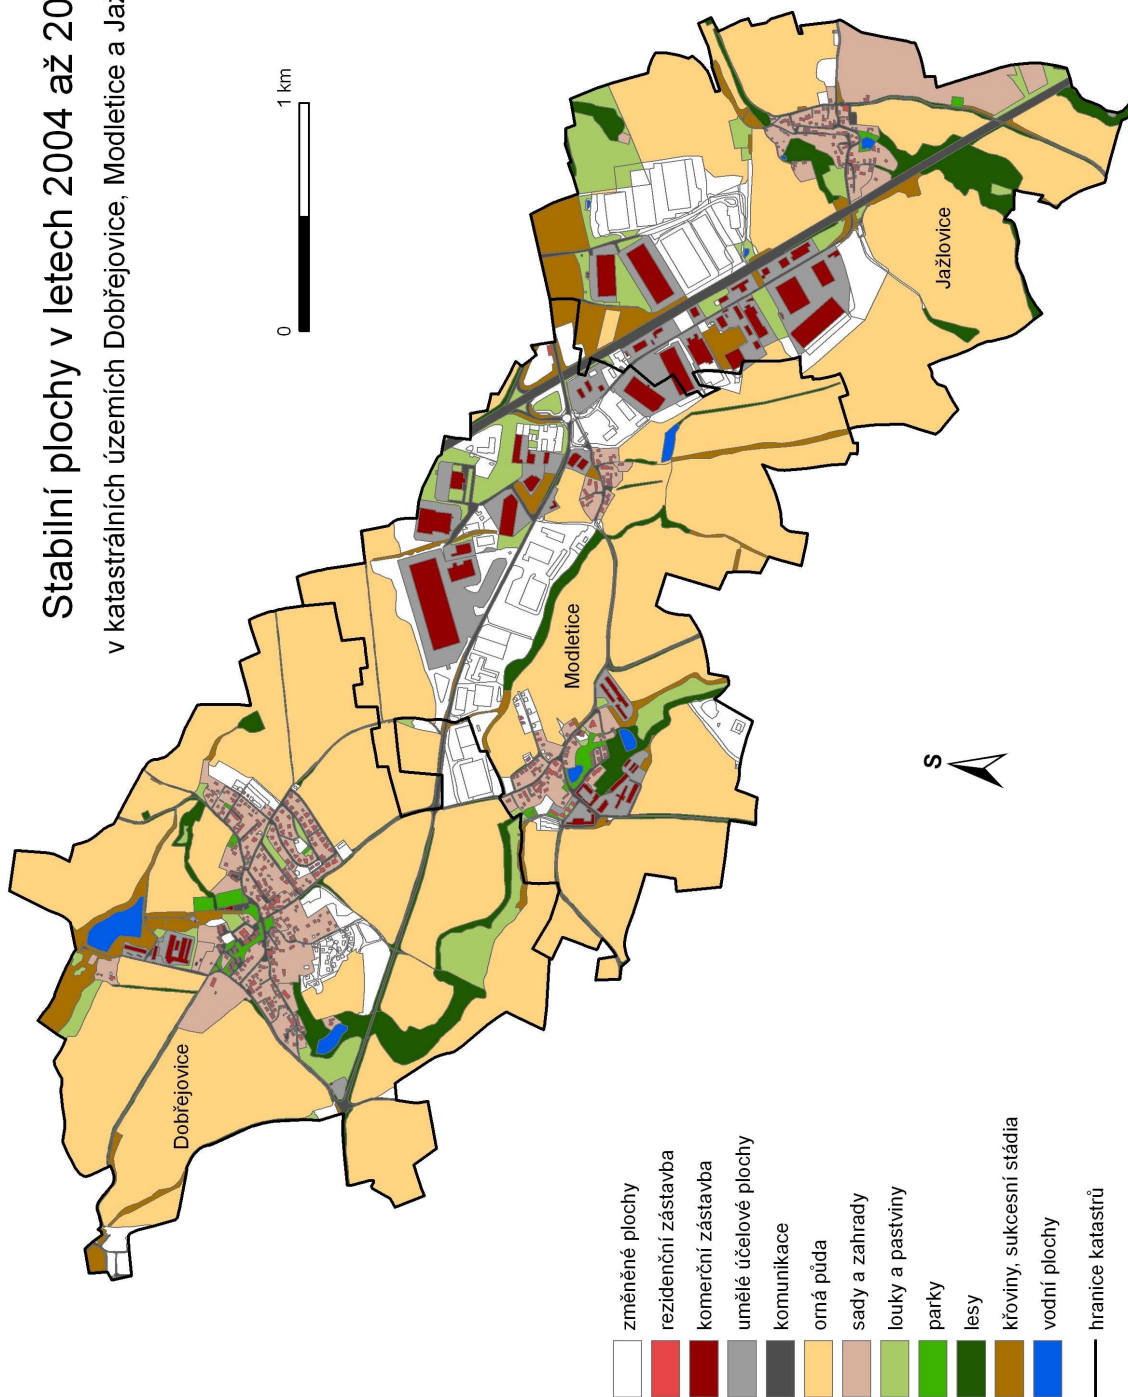 Stabilní plochy v letech 2004 až 20
v katastrálních územích Dobřejovice, Modletice a Jaž
0
1 km
Dobřejovice
Modletice
Jažlovice
S
změněné plochy
rezidenční zástavba
komerční zástavba
umělé účelové plochy
komunikace
orná půda
sady a zahrady
louky a pastviny
parky
lesy
křoviny, sukcesní stádia
vodní plochy
hranice katastrů